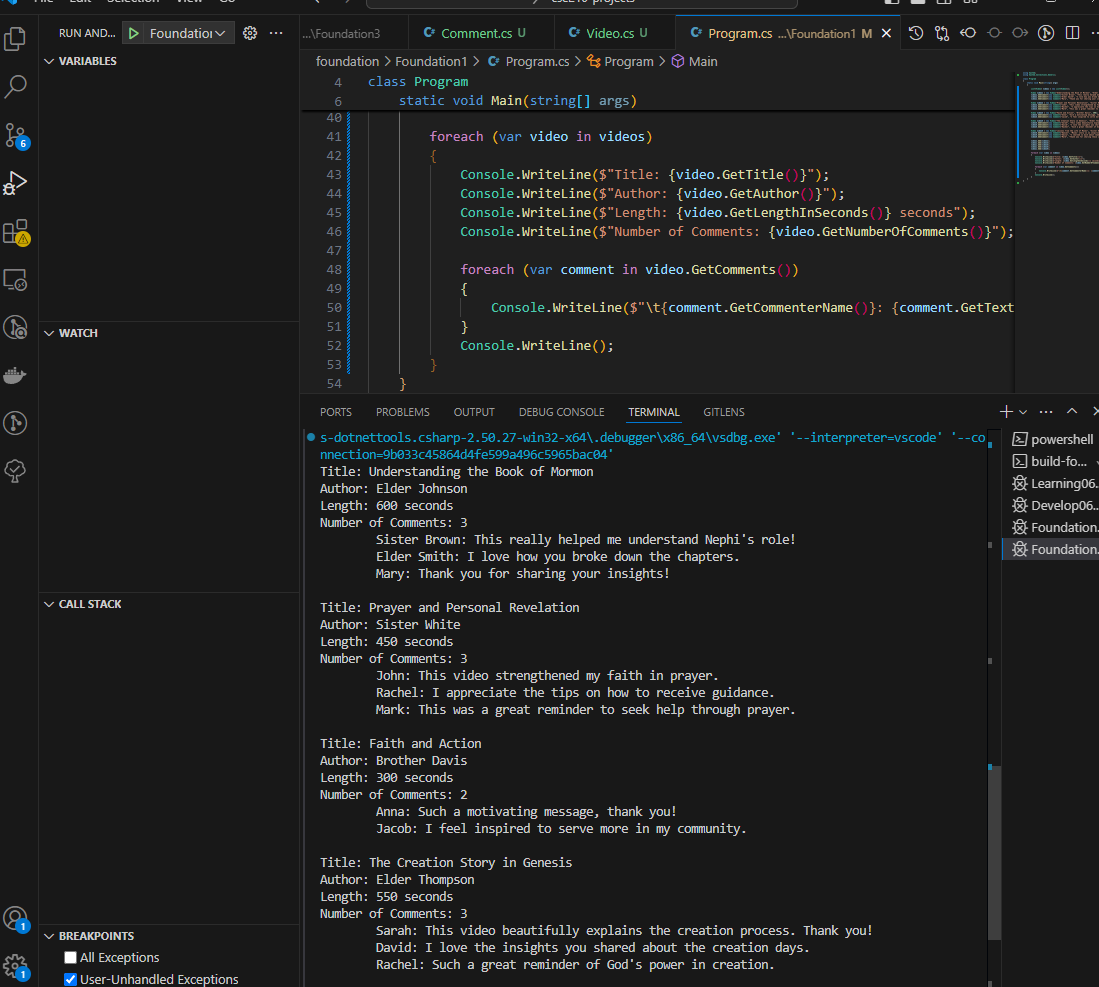 RUN AND...
Foundation
...\Foundation3
Comment.cs U
Video.cs U
Program.cs ...\Foundation1 M
VARIABLES
foundation > Foundation1 > Program.cs > Program > Main
4 class Program
6 static void Main(string[] args)
40
41 foreach (var video in videos)
42 {
43 Console.WriteLine($"Title: {video.GetTitle()}");
44 Console.WriteLine($"Author: {video.GetAuthor()}");
45 Console.WriteLine($"Length: {video.GetLengthInSeconds()} seconds");
46 Console.WriteLine($"Number of Comments: {video.GetNumberOfComments()}");
47
48 foreach (var comment in video.GetComments())
49 {
50 Console.WriteLine($"\t{comment.GetCommenterName()}: {comment.GetText
51 }
52 Console.WriteLine();
53 }
54 }
6
WATCH
PORTS
PROBLEMS
OUTPUT
DEBUG CONSOLE
TERMINAL
GITLENS
s-dotnettools.csharp-2.50.27-win32-x64\.debugger\x86_64\vsdbg.exe' '--interpreter=vscode' '--co
nnection=9b033c45864d4fe599a496c5965bac04'
Title: Understanding the Book of Mormon
Author: Elder Johnson
Length: 600 seconds
Number of Comments: 3
Sister Brown: This really helped me understand Nephi's role!
Elder Smith: I love how you broke down the chapters.
Mary: Thank you for sharing your insights!
Title: Prayer and Personal Revelation
Author: Sister White
Length: 450 seconds
Number of Comments: 3
John: This video strengthened my faith in prayer.
Rachel: I appreciate the tips on how to receive guidance.
Mark: This was a great reminder to seek help through prayer.
Title: Faith and Action
Author: Brother Davis
Length: 300 seconds
Number of Comments: 2
Anna: Such a motivating message, thank you!
Jacob: I feel inspired to serve more in my community.
Title: The Creation Story in Genesis
Author: Elder Thompson
Length: 550 seconds
Number of Comments: 3
Sarah: This video beautifully explains the creation process. Thank you!
David: I love the insights you shared about the creation days.
Rachel: Such a great reminder of God's power in creation.
powershell
build-fo...
Learning06...
Develop06...
Foundation.
Foundation.
CALL STACK
BREAKPOINTS
All Exceptions
User-Unhandled Exceptions
1
1